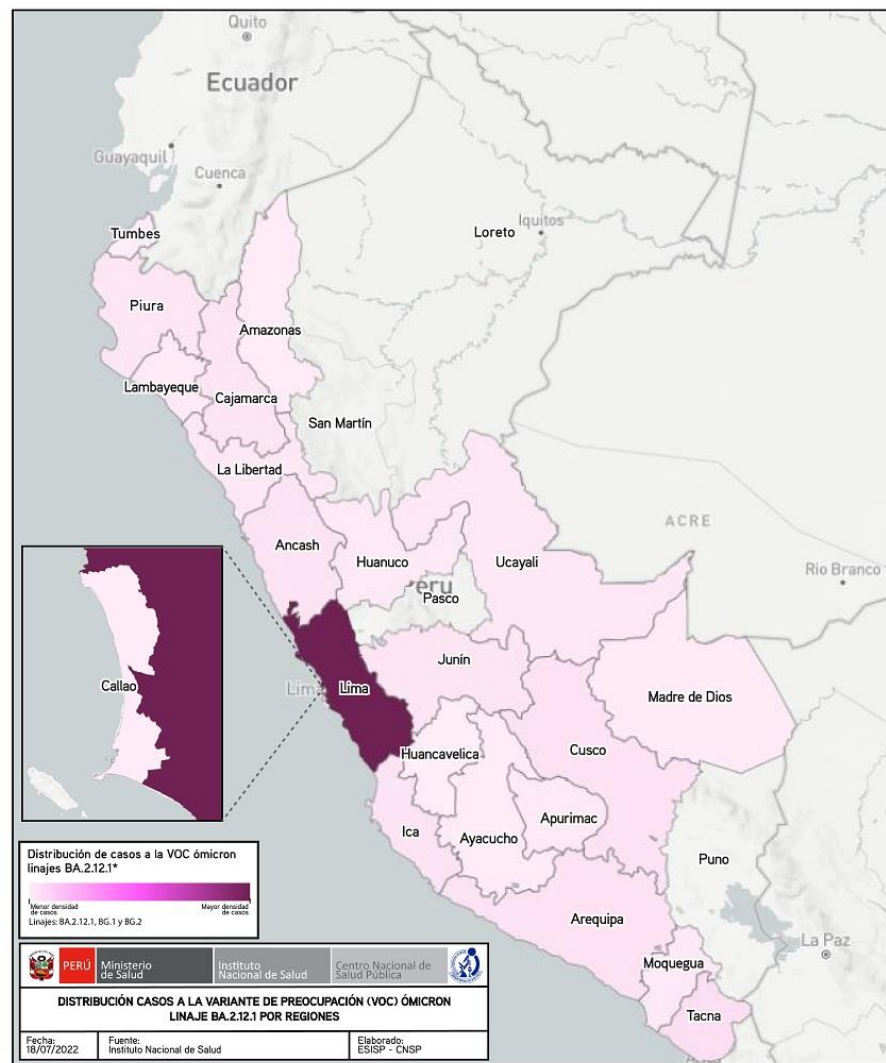 Quito
Ecuador
Guayaquil
Cuenca
Tumbes
Loreto
Iquitos
Piura
Amazonas
Lambayeque
Cajamarca
San Martín
La Libertad
Ancash
Huanuco
Ucayali
ACRE
Rio Branco
eru
Pasco
Callao
Lima
Lima
Junín
Madre de Dios
Huancavelica
Cusco
Ica
Ayacucho
Apurimac
Puno
Arequipa
La Paz
Moquegua
Tacna
Distribución de casos a la VOC ómicron
linajes BA.2.12.1*
Menor densidad
de casos
Mayor densidad
de casos
Linajes: BA.2.12.1, BG.1 y BG.2
PERÚ
Ministerio
de Salud
Instituto
Nacional de Salud
Centro Nacional de
Salud Pública
DISTRIBUCIÓN CASOS A LA VARIANTE DE PREOCUPACIÓN (VOC) ÓMICRON
LINAJE BA.2.12.1 POR REGIONES
Fecha:
18/07/2022
Fuente:
Instituto Nacional de Salud
Elaborado:
ESISP - CNSP